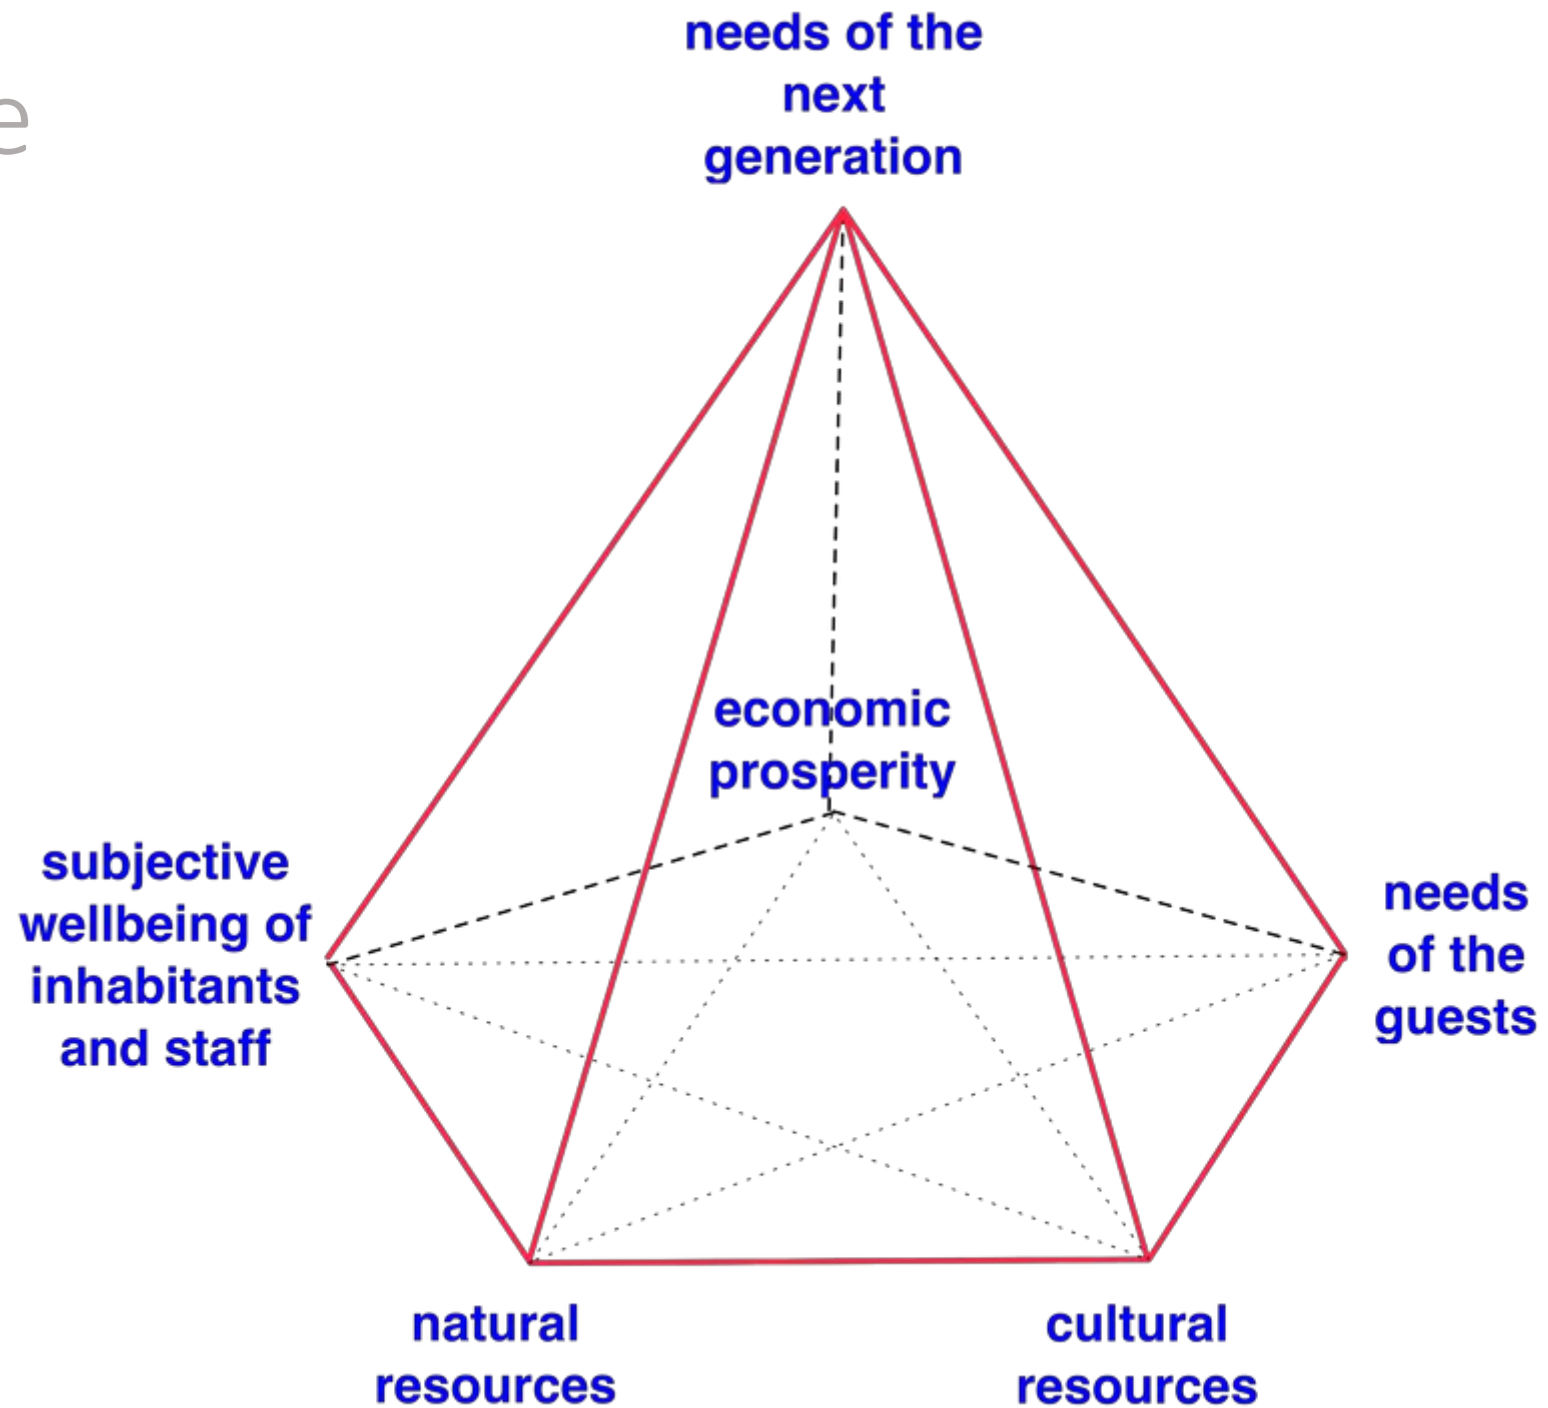 e
needs of the
next
generation
economic
prosperity
subjective
wellbeing of
inhabitants
and staff
needs
of the
guests
natural
resources
cultural
resources